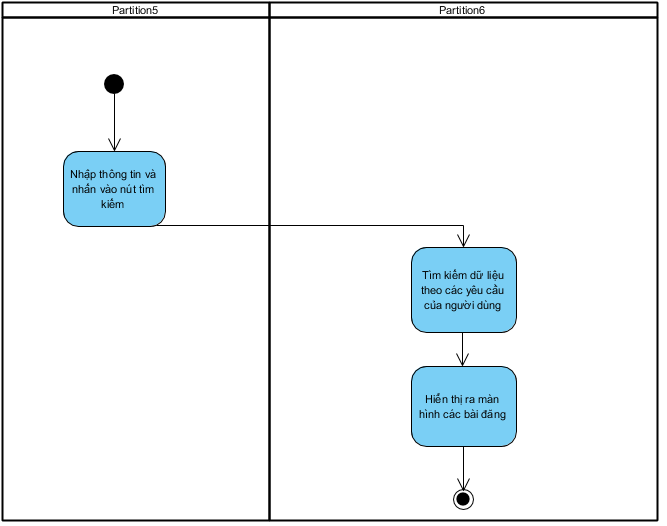 Partition5
Partition6
Nhập thông tin và
nhấn vào nút tìm
kiếm
Tìm kiếm dữ liệu
theo các yêu cầu
của người dùng
Hiển thị ra màn
hình các bài đăng